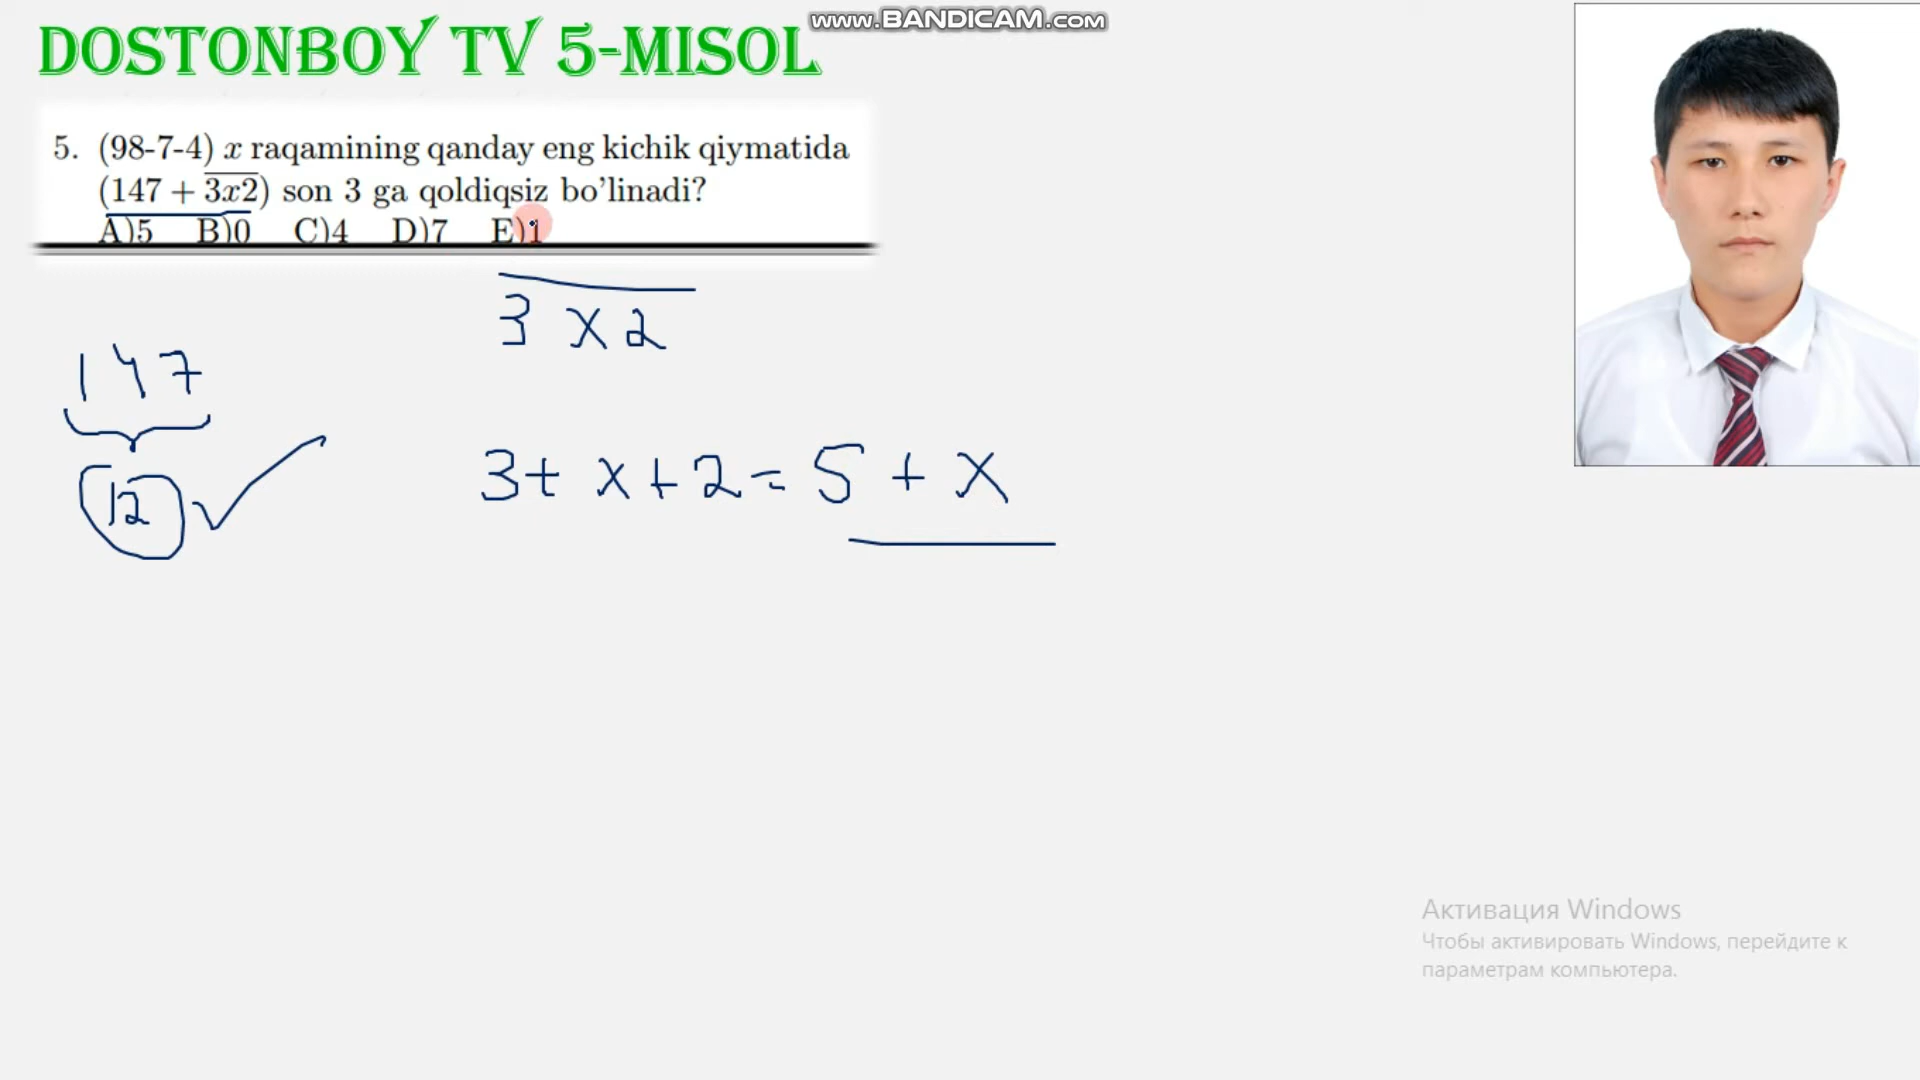 www.BANDICAM.com
DOSTONBOY TV 5-MISOL
5. (98-7-4) x raqamining qanday eng kichik qiymatida
(147 + 3x2) son 3 ga qoldiqsiz bo'linadi?
A)5 B)0 C)4 D)7 E)1
3 x 2
147
12
3 + x + 2 = 5 + x
Активация Windows
Чтобы активировать Windows, перейдите к
параметрам компьютера.